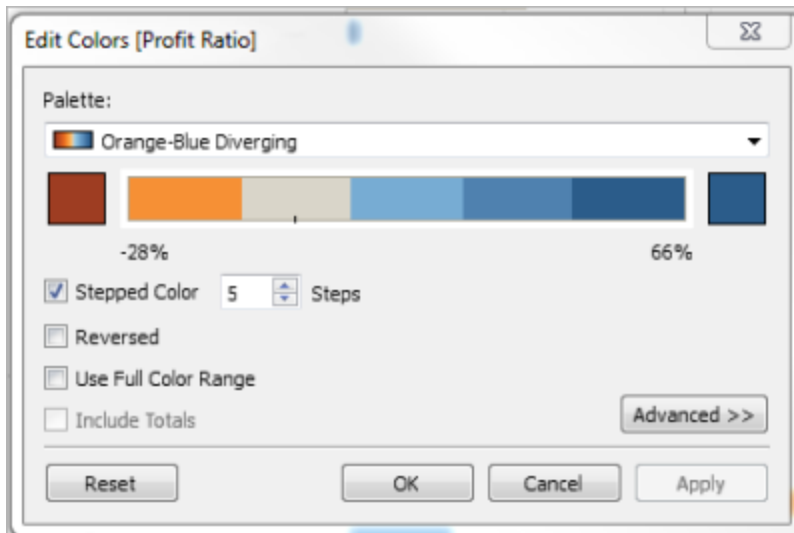 Edit Colors [Profit Ratio]
Palette:
Orange-Blue Diverging
-28% 66%
Stepped Color 5 Steps
Reversed
Use Full Color Range
Include Totals
Advanced >>
Reset OK Cancel Apply